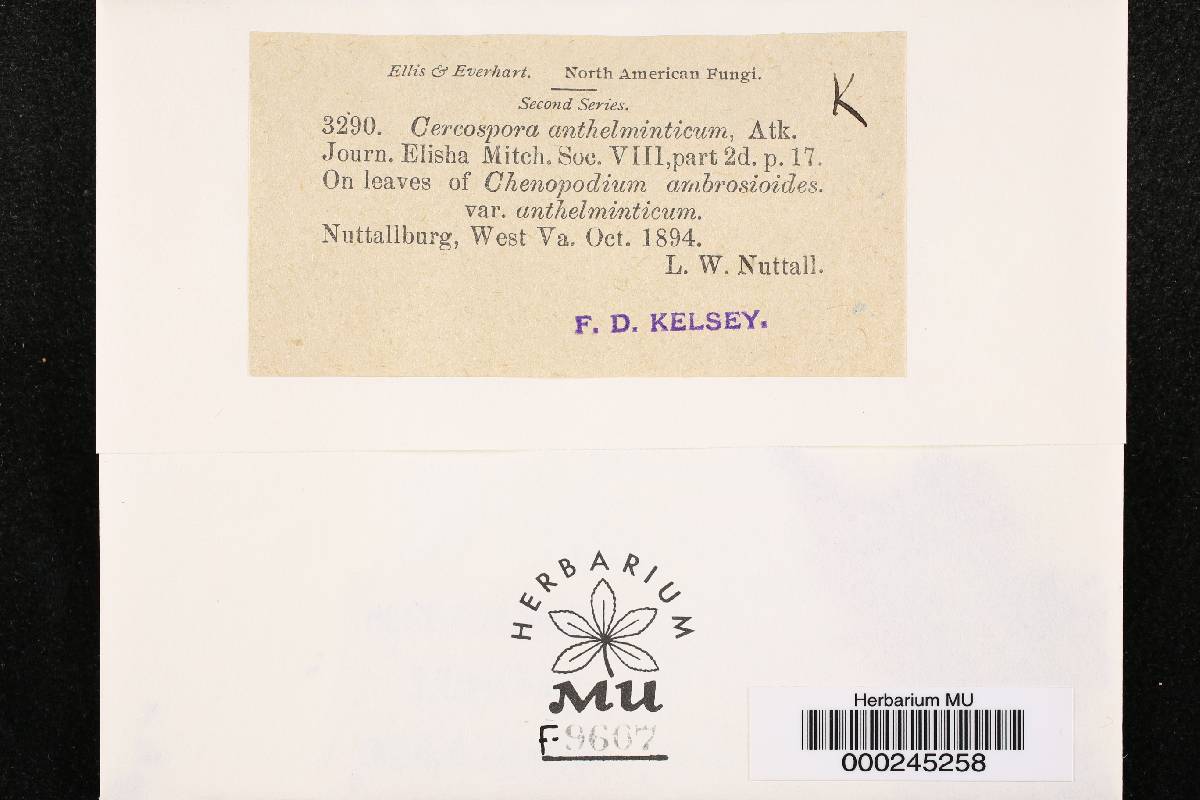 Ellis & Everhart. North American Fungi.
K
Second Series.
3290. Cercospora anthelminticum, Atk.
Journ. Elisha Mitch. Soc. VIII, part 2d. p. 17.
On leaves of Chenopodium ambrosioides.
var. anthelminticum.
Nuttallburg, West Va. Oct. 1894.
L. W. Nuttall.
F. D. KELSEY.
HERBARIUM
MU
F-9607
Herbarium MU
000245258